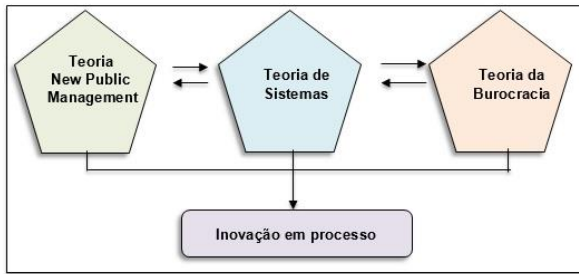 Teoria
New Public
Management
Teoria de
Sistemas
Teoria da
Burocracia
Inovação em processo